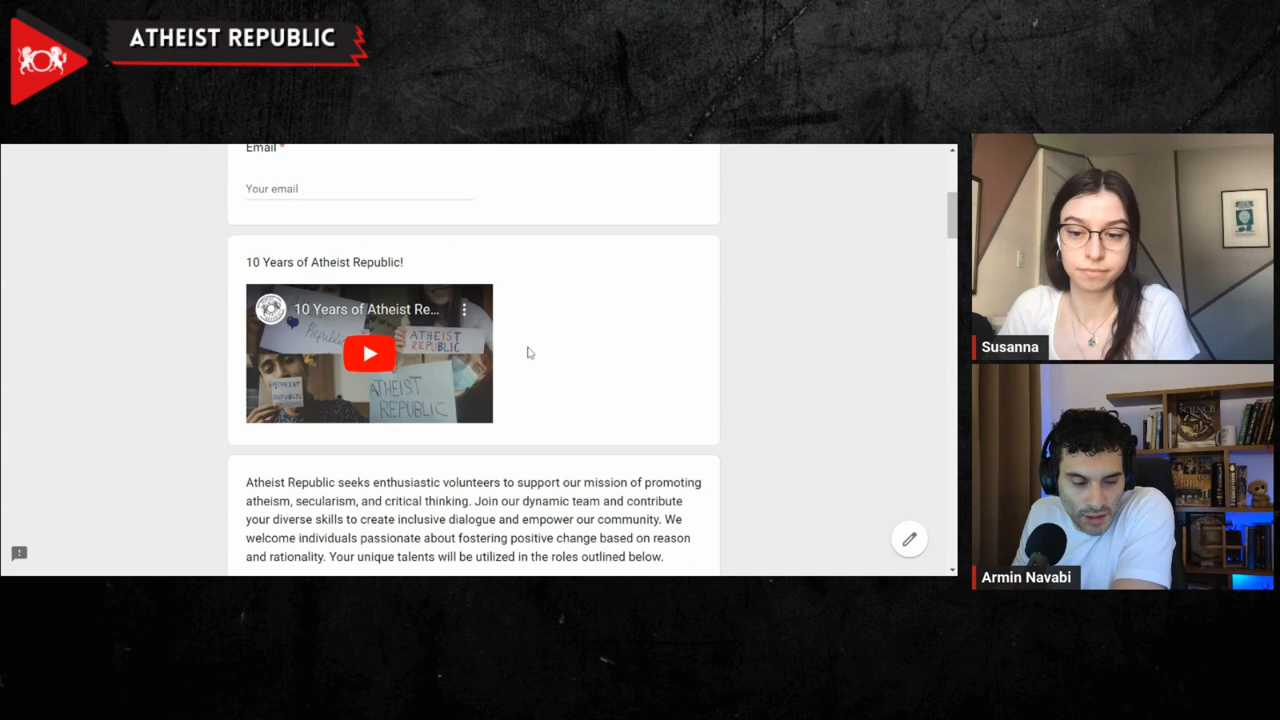 ATHEIST REPUBLIC
Email *
Your email
10 Years of Atheist Republic!
10 Years of Atheist Re...
Republic
ATHEIST
REPUBLIC
ATHEIST
REPUBLIC
ATHEIST
REPUBLIC
Atheist Republic seeks enthusiastic volunteers to support our mission of promoting
atheism, secularism, and critical thinking. Join our dynamic team and contribute
your diverse skills to create inclusive dialogue and empower our community. We
welcome individuals passionate about fostering positive change based on reason
and rationality. Your unique talents will be utilized in the roles outlined below.
Susanna
SCIENCE
Armin Navabi